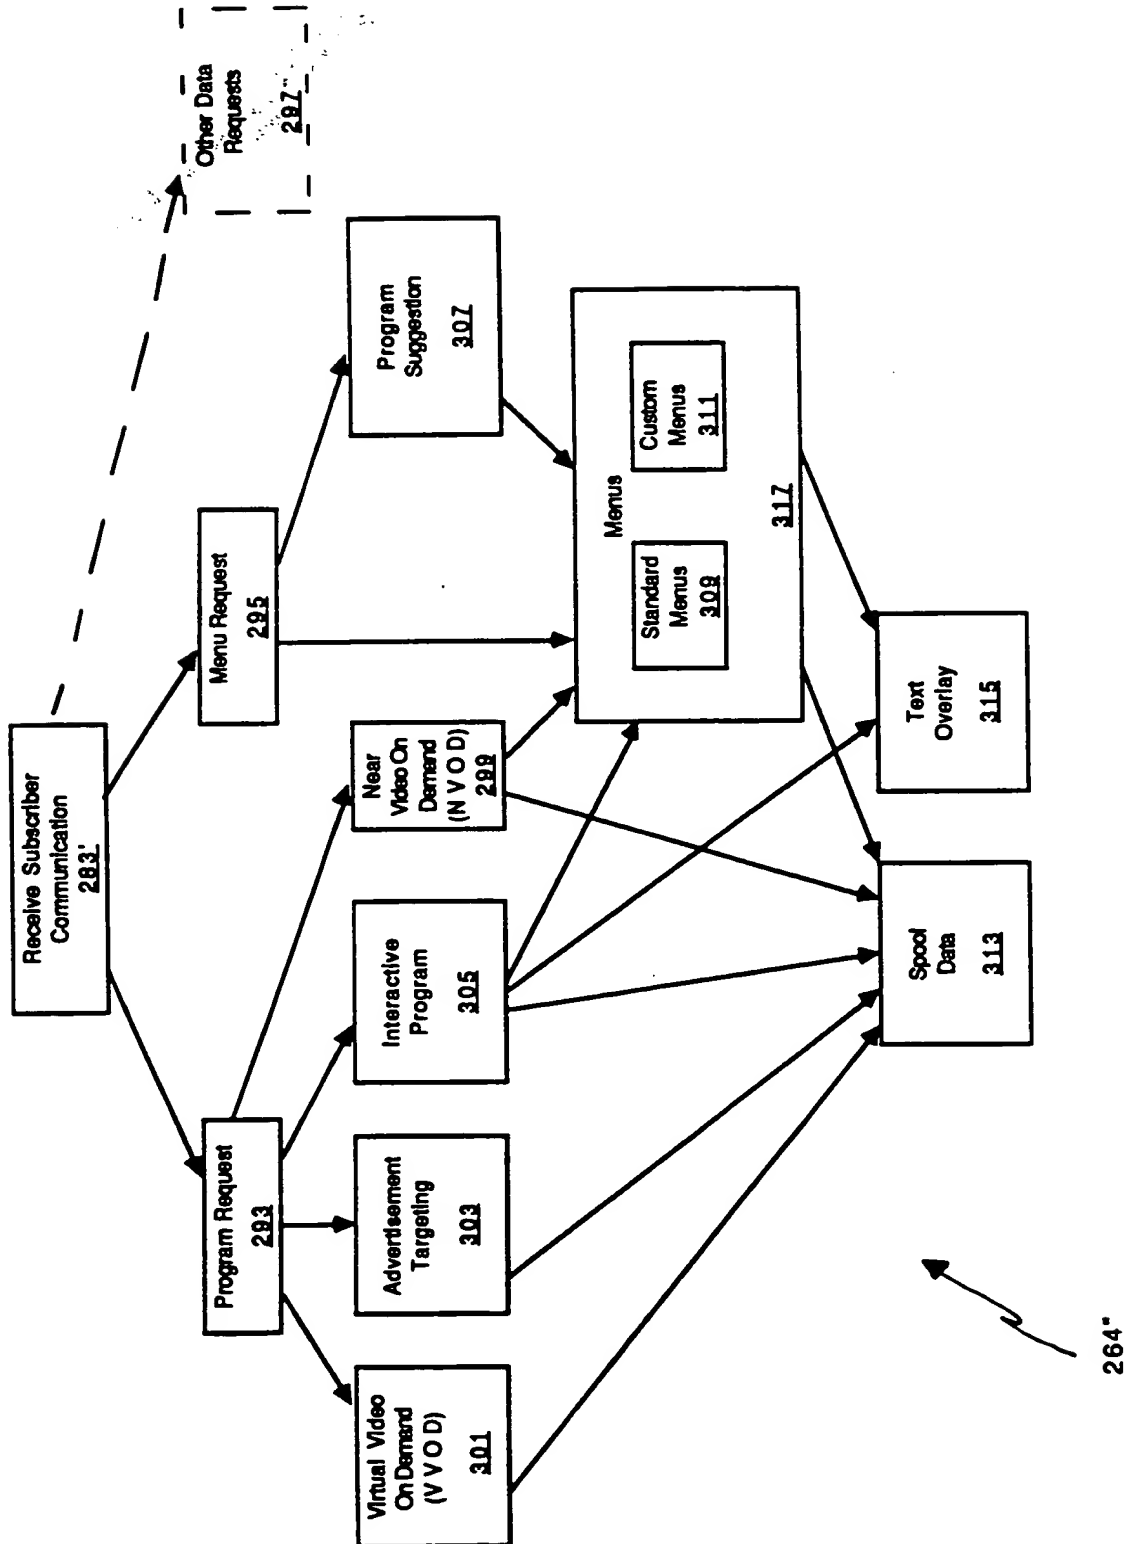 Receive Subscriber
Communication
283'
Other Data
Requests
297"
Program Request
293
Menu Request
295
Virtual Video
On Demand
(V V O D)
301
Advertisement
Targeting
303
Interactive
Program
305
Near
Video On
Demand
(N V O D)
299
Program
Suggestion
307
Menus
Standard
Menus
309
Custom
Menus
311
317
Spool
Data
313
Text
Overlay
315
264"